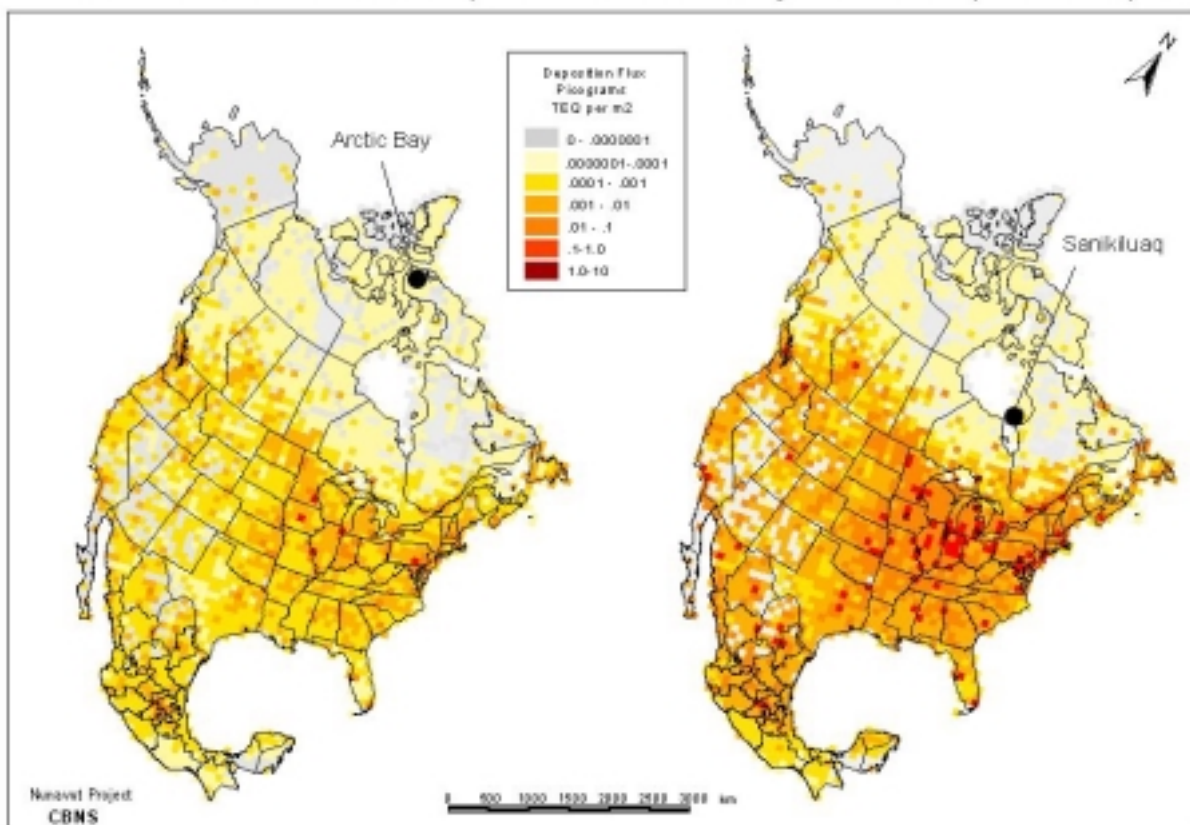 N
Deposition Flux
Picograms
TEQ per m2
0 - .0000001
.0000001-.0001
.0001 - .001
.001 - .01
.01 - .1
.1-1.0
1.0-10
Arctic Bay
Sanikiluaq
Nunavut Project
CBNS
0 500 1000 1500 2000 2500 3000 km